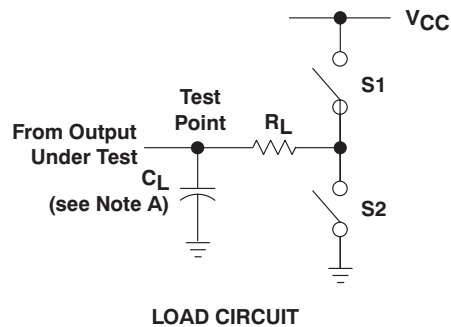 VCC
S1
Test
Point
RL
From Output
Under Test
CL
(see Note A)
S2
LOAD CIRCUIT